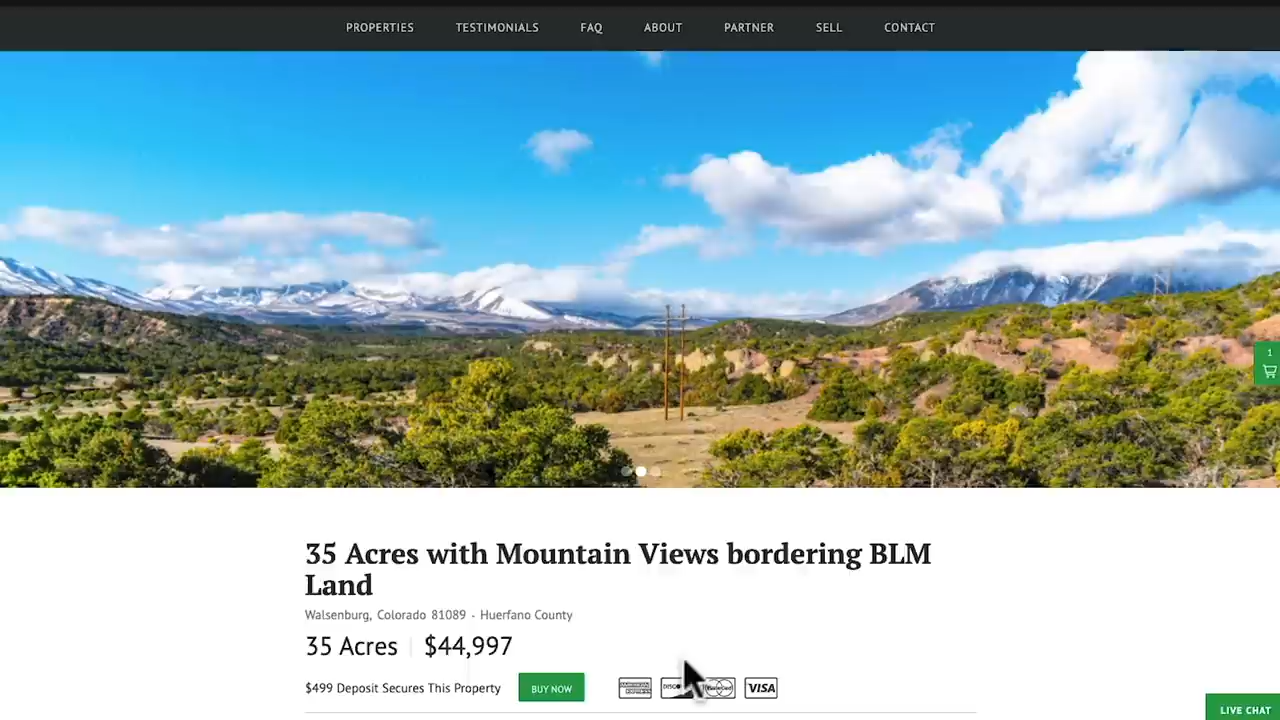 PROPERTIES TESTIMONIALS FAQ ABOUT PARTNER SELL CONTACT
1
35 Acres with Mountain Views bordering BLM
Land
Walsenburg, Colorado 81089 - Huerfano County
35 Acres $44,997
$499 Deposit Secures This Property BUY NOW VISA
LIVE CHAT